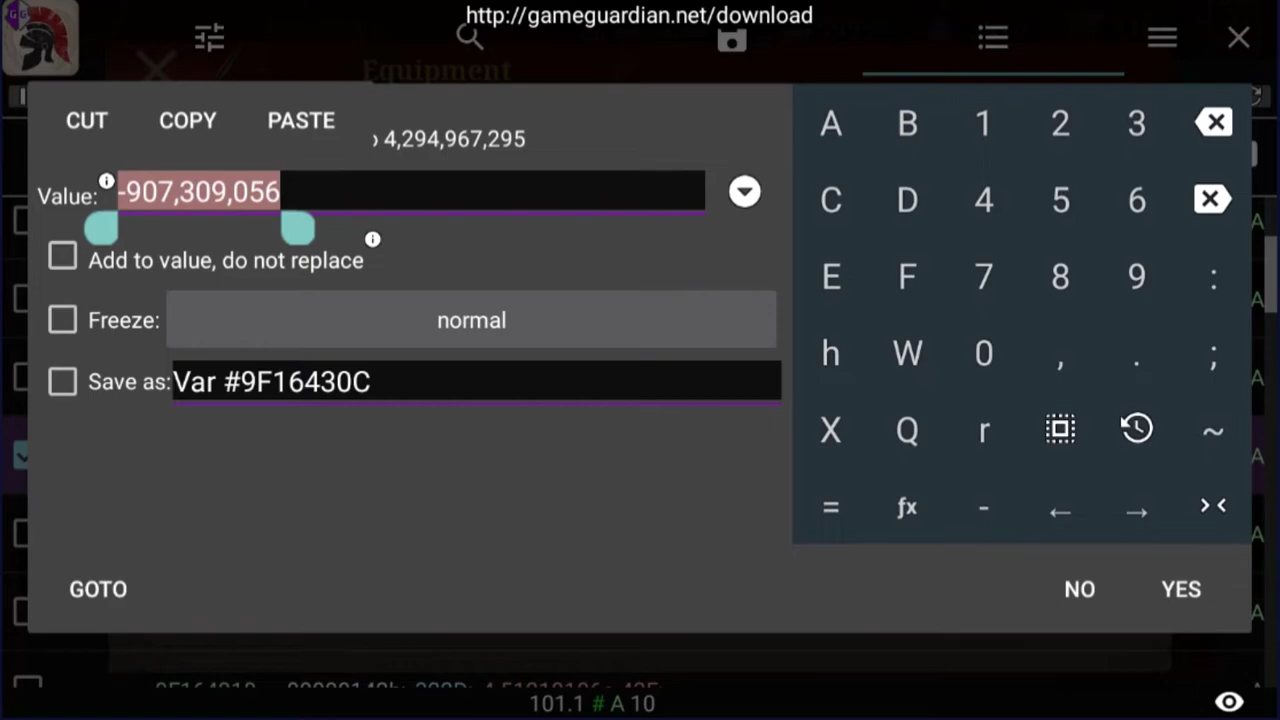 http://gameguardian.net/download
Equipment
CUT COPY PASTE
4,294,967,295
Value: -907,309,056
Add to value, do not replace
Freeze: normal
Save as: Var #9F16430C
A B 1 2 3
C D 4 5 6
E F 7 8 9 :
h W 0 , . ;
X Q r ~
= ƒx - ← → ><
GOTO NO YES
A
A
A
A
A
A
101.1 # A 10